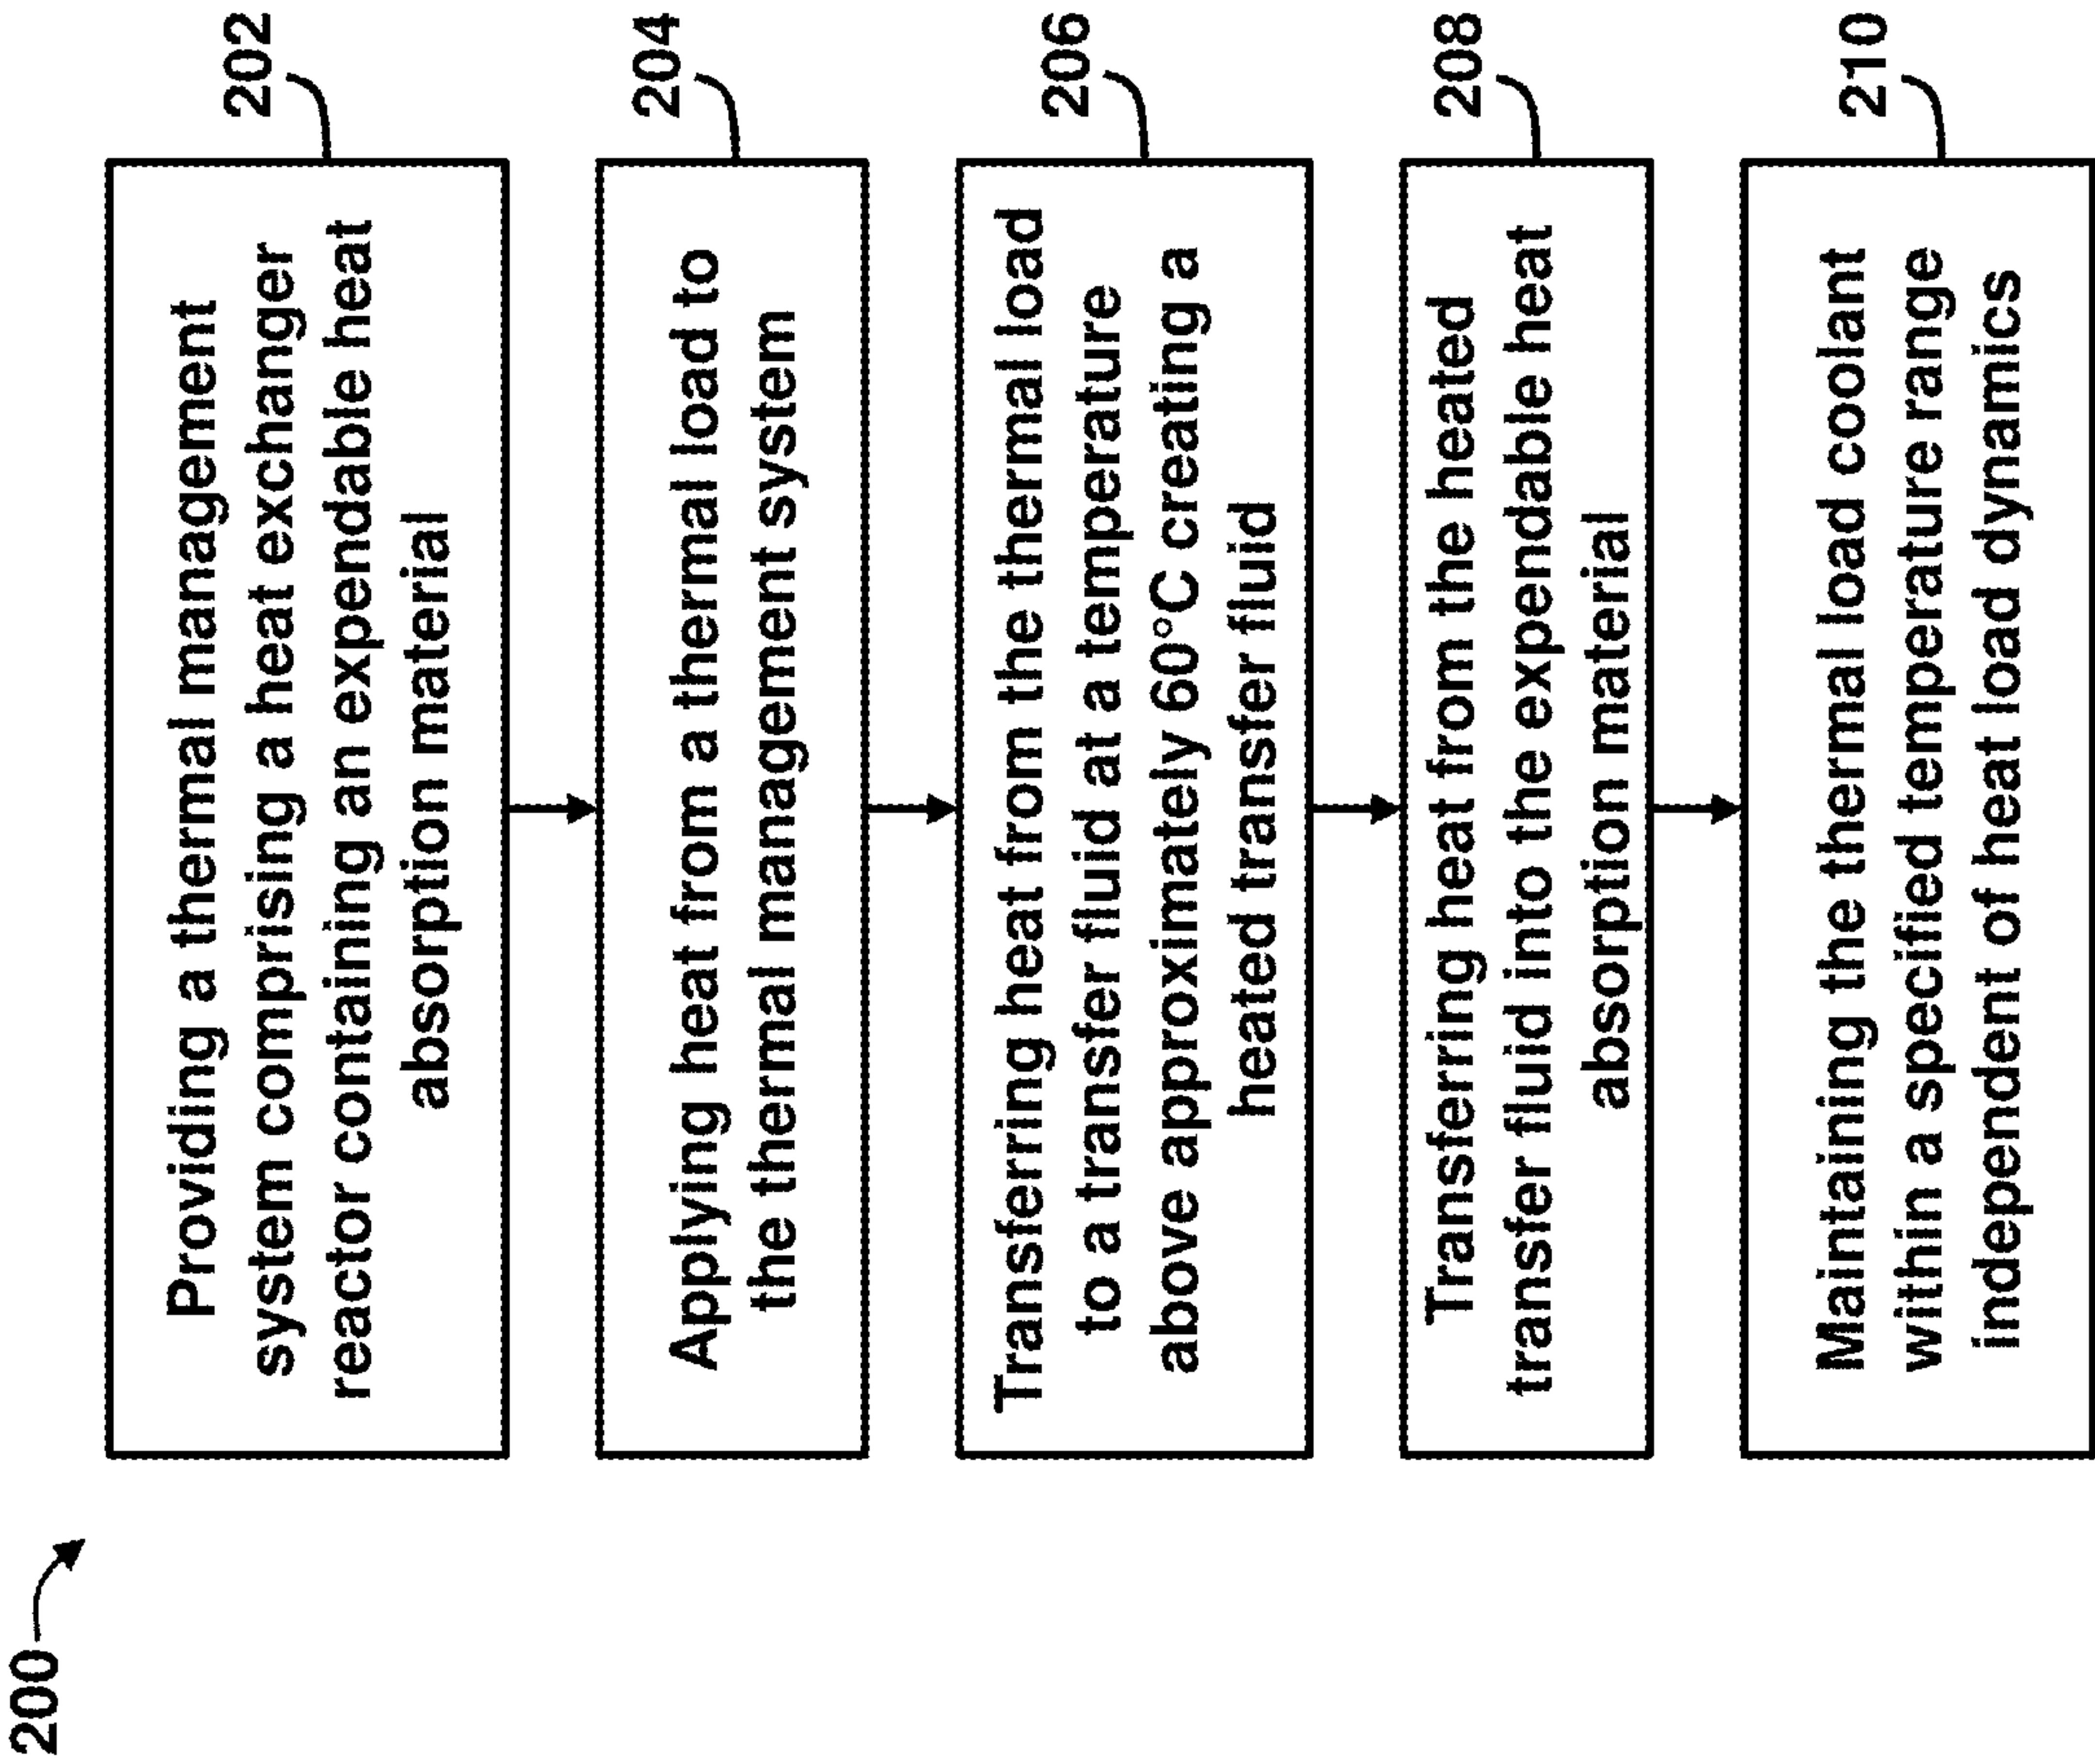 200
Providing a thermal management
system comprising a heat exchanger
reactor containing an expendable heat
absorption material
202
Applying heat from a thermal load to
the thermal management system
204
Transferring heat from the thermal load
to a transfer fluid at a temperature
above approximately 60°C creating a
heated transfer fluid
206
Transferring heat from the heated
transfer fluid into the expendable heat
absorption material
208
Maintaining the thermal load coolant
within a specified temperature range
independent of heat load dynamics
210